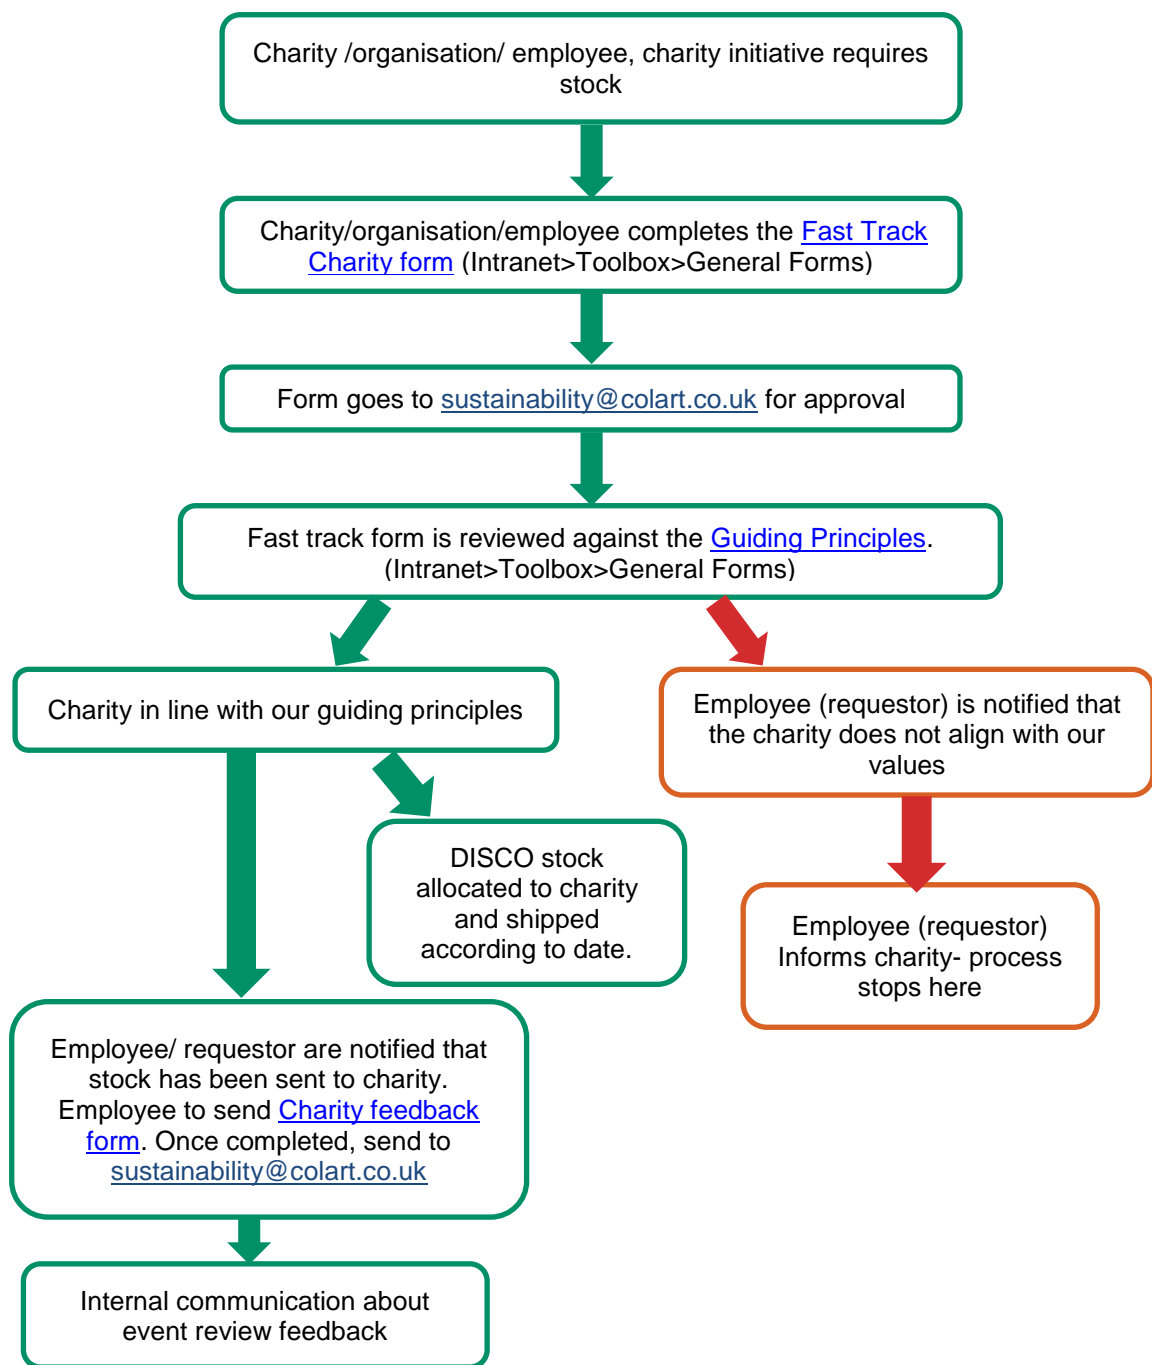 Charity /organisation/ employee, charity initiative requires
stock
Charity/organisation/employee completes the Fast Track
Charity form (Intranet>Toolbox>General Forms)
Form goes to sustainability@colart.co.uk for approval
Fast track form is reviewed against the Guiding Principles.
(Intranet>Toolbox>General Forms)
Charity in line with our guiding principles
Employee (requestor) is notified that
the charity does not align with our
values
DISCO stock
allocated to charity
and shipped
according to date.
Employee (requestor)
Informs charity- process
stops here
Employee/ requestor are notified that
stock has been sent to charity.
Employee to send Charity feedback
form. Once completed, send to
sustainability@colart.co.uk
Internal communication about
event review feedback